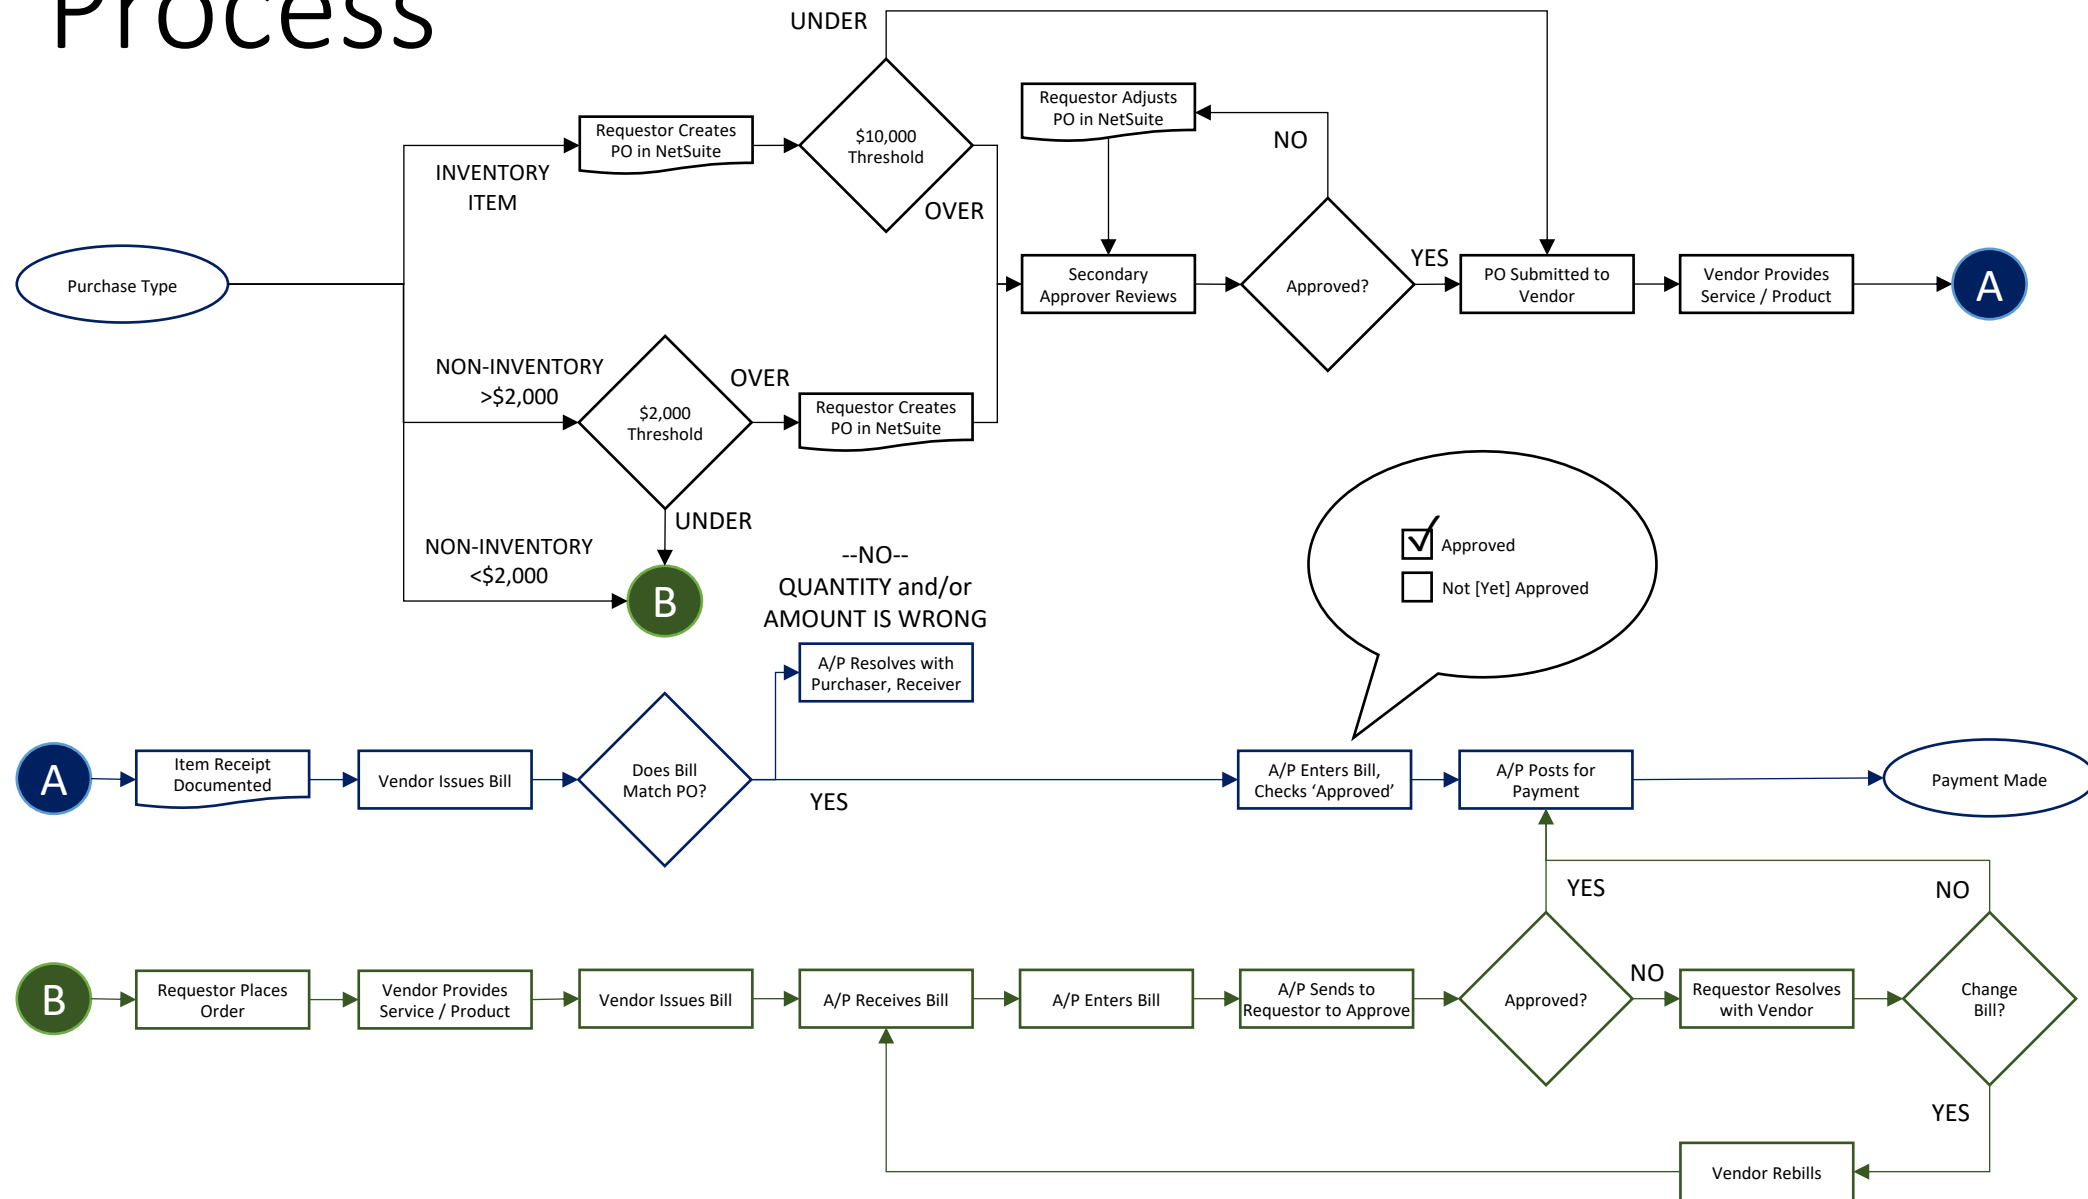 Process
UNDER
Requestor Adjusts
PO in NetSuite
Requestor Creates
PO in NetSuite
$10,000
Threshold
NO
INVENTORY
ITEM
OVER
Purchase Type
Secondary
Approver Reviews
Approved?
YES
PO Submitted to
Vendor
Vendor Provides
Service / Product
A
NON-INVENTORY
>$2,000
$2,000
Threshold
OVER
Requestor Creates
PO in NetSuite
UNDER
NON-INVENTORY
<$2,000
B
--NO--
QUANTITY and/or
AMOUNT IS WRONG
Approved
Not [Yet] Approved
A/P Resolves with
Purchaser, Receiver
A
Item Receipt
Documented
Vendor Issues Bill
Does Bill
Match PO?
YES
A/P Enters Bill,
Checks ‘Approved’
A/P Posts for
Payment
Payment Made
YES
NO
B
Requestor Places
Order
Vendor Provides
Service / Product
Vendor Issues Bill
A/P Receives Bill
A/P Enters Bill
A/P Sends to
Requestor to Approve
Approved?
NO
Requestor Resolves
with Vendor
Change
Bill?
YES
Vendor Rebills